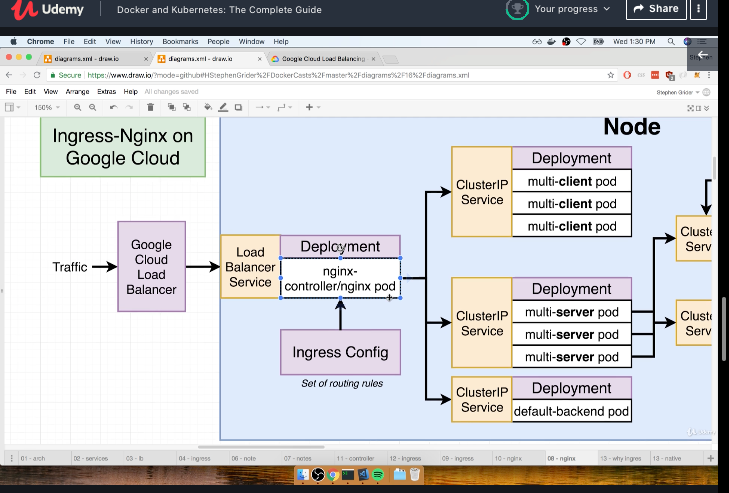 Udemy
Docker and Kubernetes: The Complete Guide
Your progress
Share
Chrome File Edit View History Bookmarks People Window Help
Wed 1:30 PM
diagrams.xml - draw.io
diagrams.xml - draw.io
Google Cloud Load Balancing
Stephen
Secure
https://www.draw.io/?mode=github#HStephenGrider%2FDockerCasts%2Fmaster%2Fdiagrams%2F16%2Fdiagrams.xml
File Edit View Arrange Extras Help All changes saved
Stephen Grider
150%
Ingress-Nginx on
Google Cloud
Node
Traffic
Google
Cloud
Load
Balancer
Load
Balancer
Service
Deployment
nginx-
controller/nginx pod
Ingress Config
Set of routing rules
ClusterIP
Service
Deployment
multi-client pod
multi-client pod
multi-client pod
ClusterIP
Service
Deployment
multi-server pod
multi-server pod
multi-server pod
ClusterIP
Service
Deployment
default-backend pod
Cluste
Serv
Cluste
Serv
Udemy
01 - arch
02 - services
03 - lb
04 - ingress
06 - note
07 - notes
11 - controller
12 - ingress
09 - ingress
10 - nginx
08 - nginx
13 - why ingres
13 - native